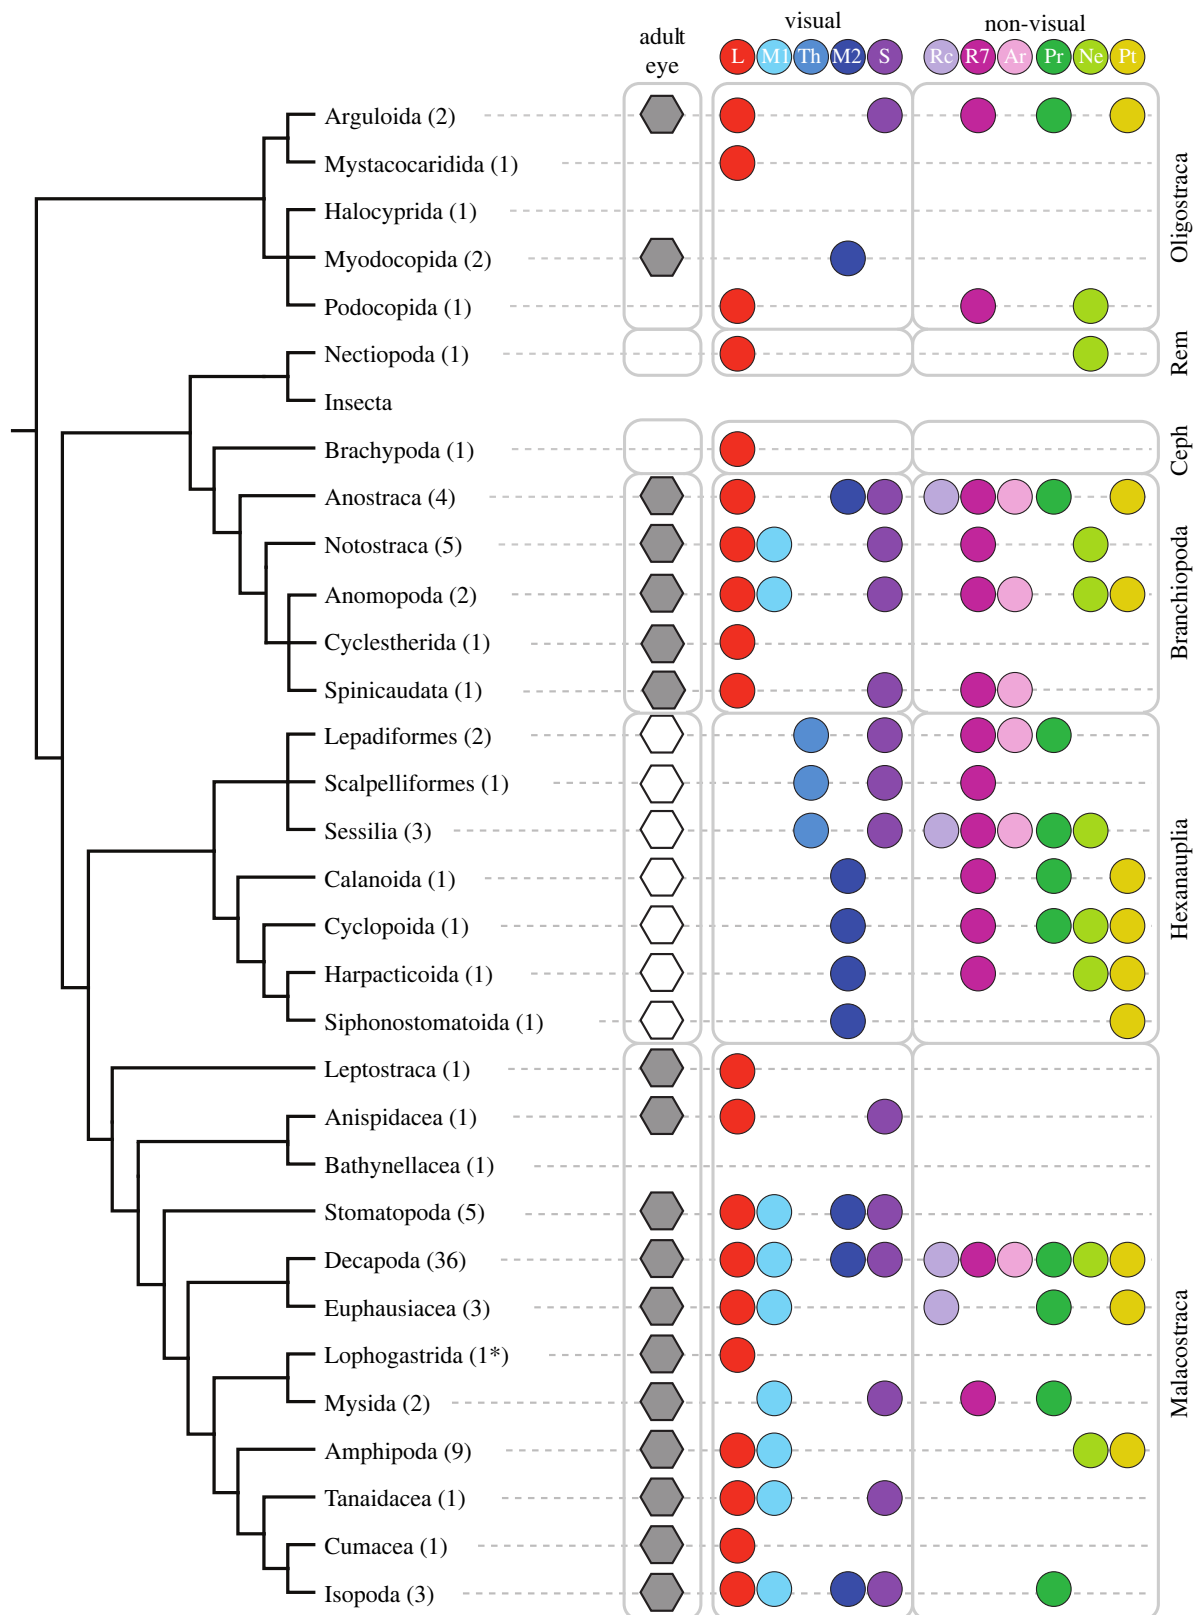 adult
eye
visual
non-visual
L M1 Th M2 S Rc R7 Ar Pr Ne Pt
Arguloida (2)
Mystacocaridida (1)
Halocyprida (1)
Myodocopida (2)
Podocopida (1)
Oligostraca
Nectiopoda (1)
Rem
Insecta
Brachypoda (1)
Ceph
Anostraca (4)
Notostraca (5)
Anomopoda (2)
Cyclestherida (1)
Spinicaudata (1)
Branchiopoda
Lepadiformes (2)
Scalpelliformes (1)
Sessilia (3)
Calanoida (1)
Cyclopoida (1)
Harpacticoida (1)
Siphonostomatoida (1)
Hexanauplia
Leptostraca (1)
Anispidacea (1)
Bathynellacea (1)
Stomatopoda (5)
Decapoda (36)
Euphausiacea (3)
Lophogastrida (1*)
Mysida (2)
Amphipoda (9)
Tanaidacea (1)
Cumacea (1)
Isopoda (3)
Malacostraca